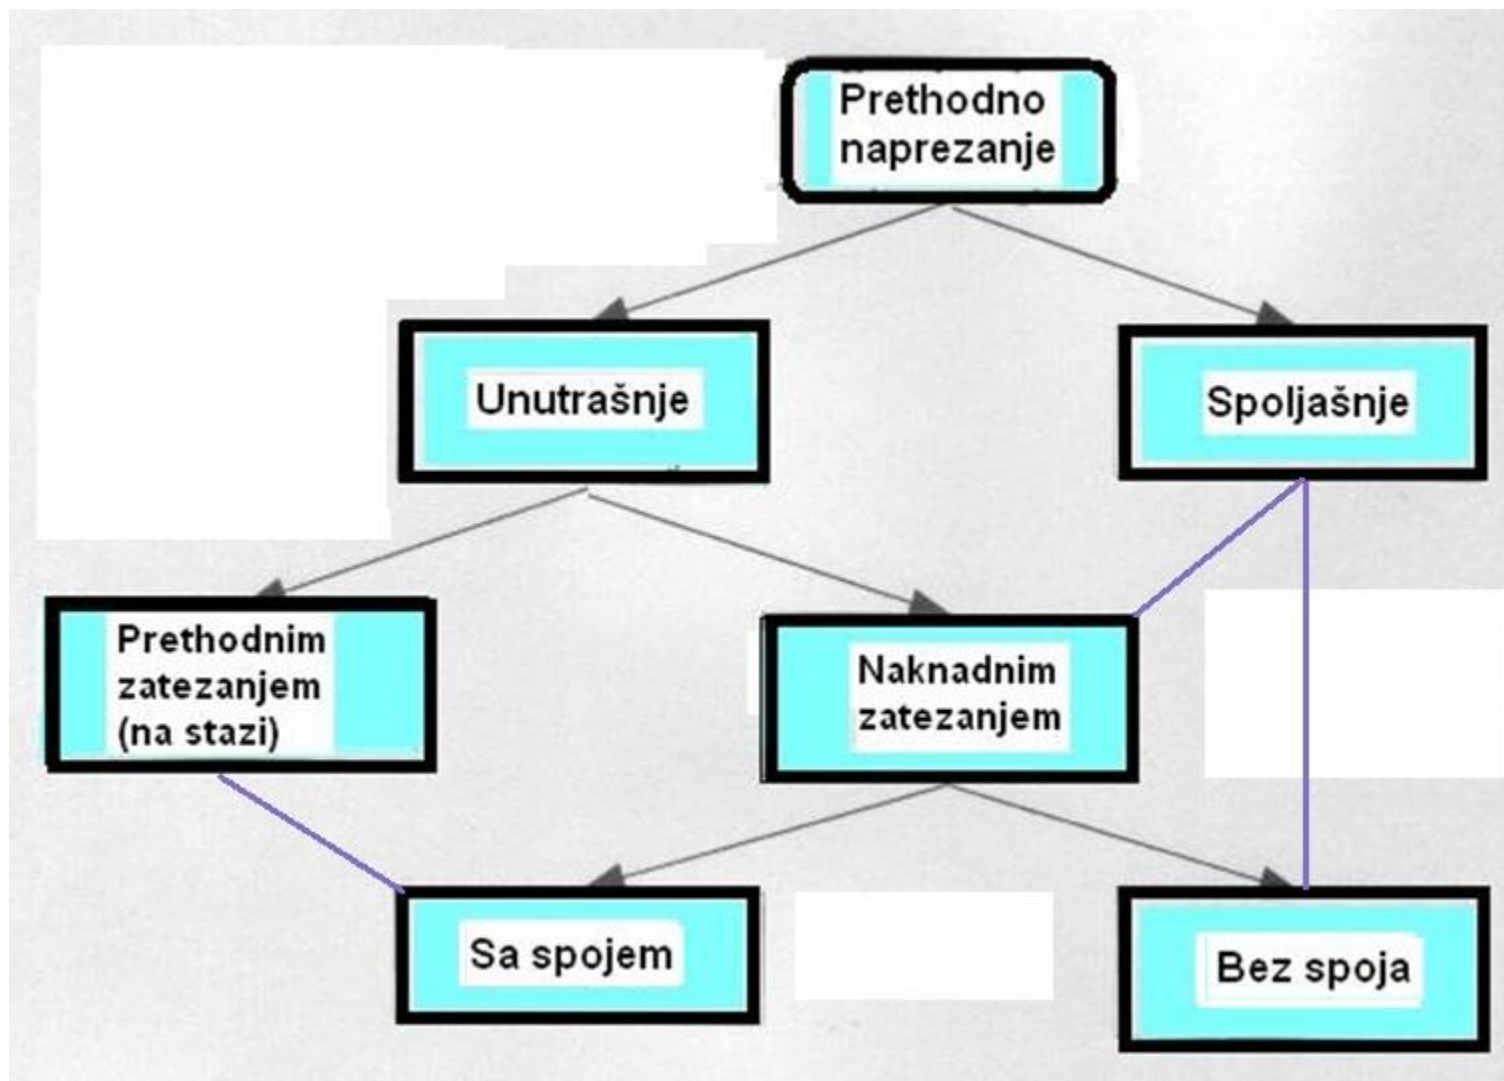 Prethodno
naprezanje
Unutrašnje
Spoljašnje
Prethodnim
zatezanjem
(na stazi)
Naknadnim
zatezanjem
Sa spojem
Bez spoja